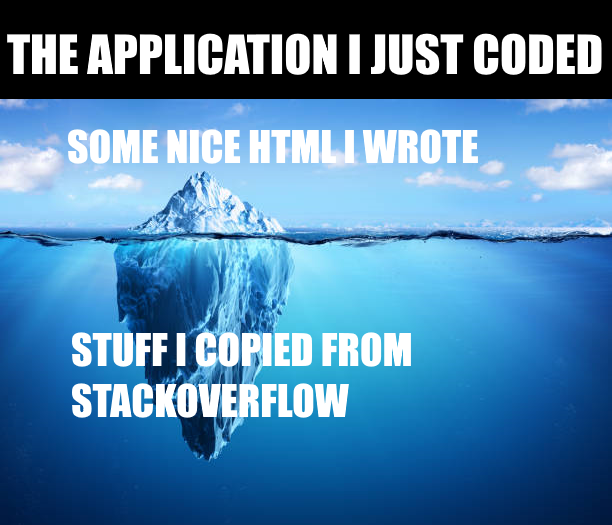 THE APPLICATION I JUST CODED
SOME NICE HTML I WROTE
STUFF I COPIED FROM
STACKOVERFLOW